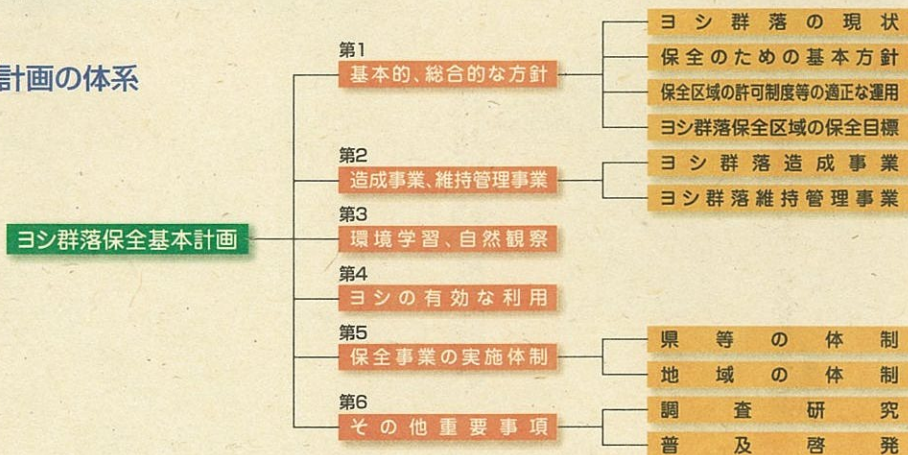 計画の体系
ヨシ群落保全基本計画
第1
基本的、総合的な方針
ヨシ群落の現状
保全のための基本方針
保全区域の許可制度等の適正な運用
ヨシ群落保全区域の保全目標
第2
造成事業、維持管理事業
ヨシ群落造成事業
ヨシ群落維持管理事業
第3
環境学習、自然観察
第4
ヨシの有効な利用
第5
保全事業の実施体制
県等の体制
地域の体制
第6
その他重要事項
調査研究
普及啓発